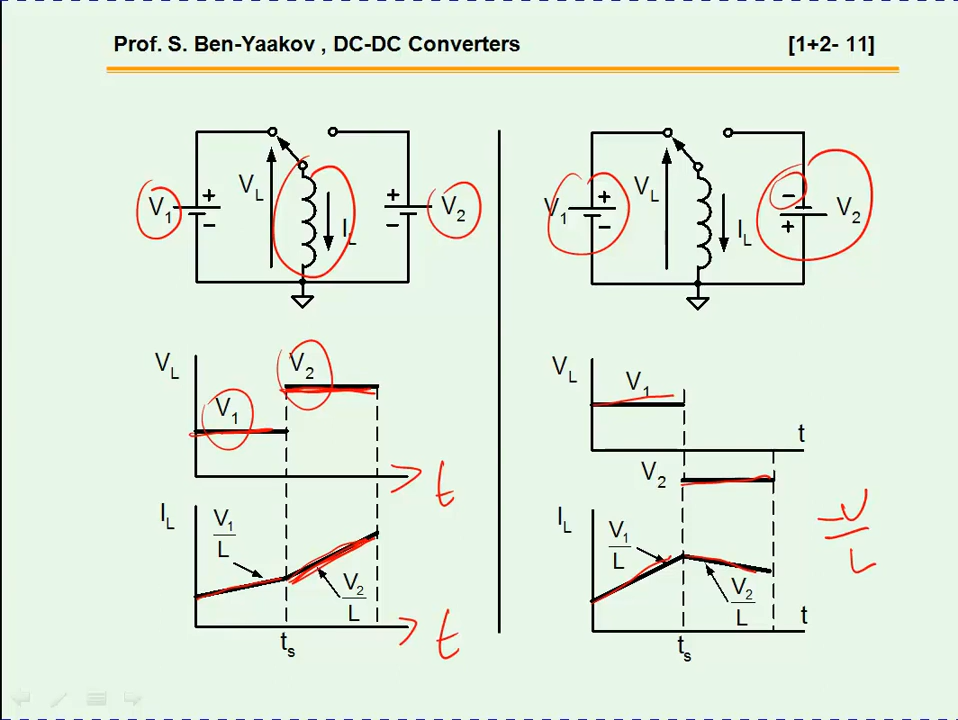 Prof. S. Ben-Yaakov , DC-DC Converters [1+2- 11]
V1 + − VL IL + − V2
V1 + − VL IL − + V2
VL V1 V2 t
IL V1/L V2/L t
ts
VL V1 t
V2
IL V1/L V2/L t
ts
−V/L